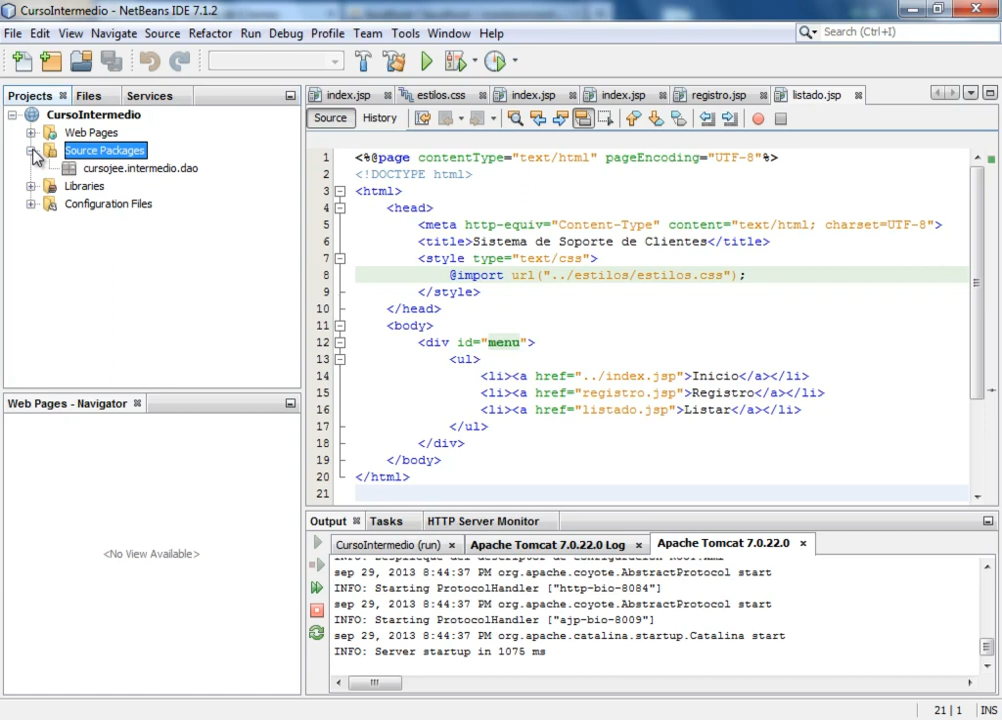 CursoIntermedio - NetBeans IDE 7.1.2
File Edit View Navigate Source Refactor Run Debug Profile Team Tools Window Help
Search (Ctrl+I)
Projects Files Services
CursoIntermedio
Web Pages
Source Packages
cursojee.intermedio.dao
Libraries
Configuration Files
Web Pages - Navigator
<No View Available>
index.jsp estilos.css index.jsp index.jsp registro.jsp listado.jsp
Source History
1 <%@page contentType="text/html" pageEncoding="UTF-8"%>
2 <!DOCTYPE html>
3 <html>
4 <head>
5 <meta http-equiv="Content-Type" content="text/html; charset=UTF-8">
6 <title>Sistema de Soporte de Clientes</title>
7 <style type="text/css">
8 @import url("../estilos/estilos.css");
9 </style>
10 </head>
11 <body>
12 <div id="menu">
13 <ul>
14 <li><a href="../index.jsp">Inicio</a></li>
15 <li><a href="registro.jsp">Registro</a></li>
16 <li><a href="listado.jsp">Listar</a></li>
17 </ul>
18 </div>
19 </body>
20 </html>
21
Output Tasks HTTP Server Monitor
CursoIntermedio (run) Apache Tomcat 7.0.22.0 Log Apache Tomcat 7.0.22.0
sep 29, 2013 8:44:37 PM org.apache.coyote.AbstractProtocol start
INFO: Starting ProtocolHandler ["http-bio-8084"]
sep 29, 2013 8:44:37 PM org.apache.coyote.AbstractProtocol start
INFO: Starting ProtocolHandler ["ajp-bio-8009"]
sep 29, 2013 8:44:37 PM org.apache.catalina.startup.Catalina start
INFO: Server startup in 1075 ms
21 | 1 INS